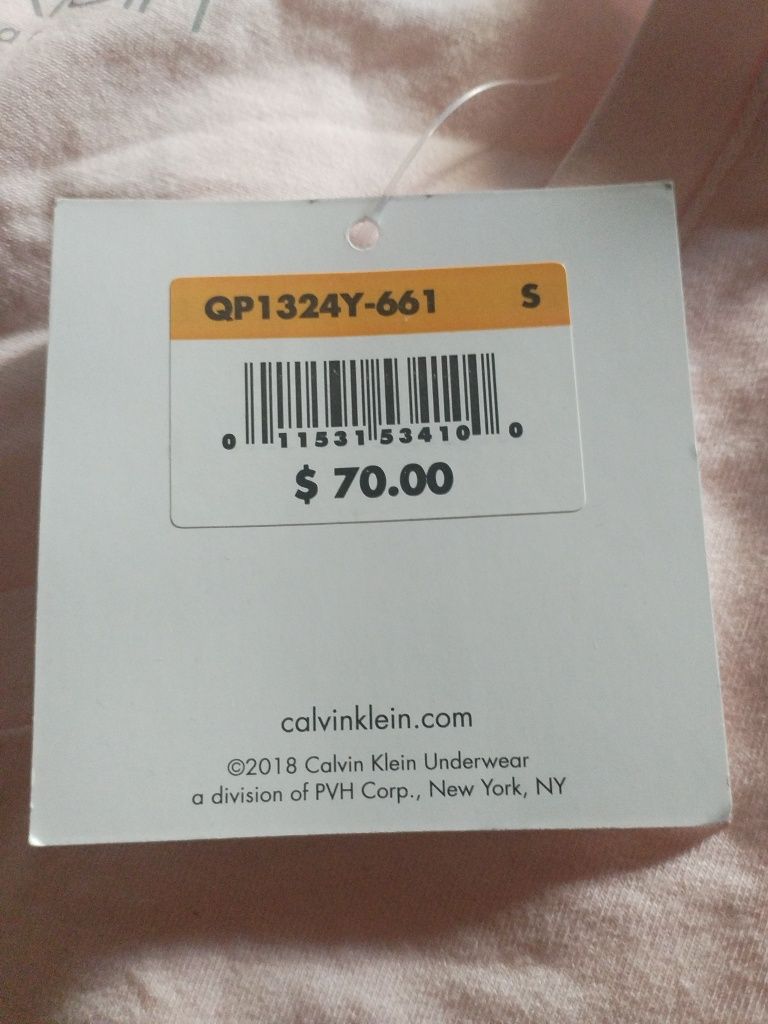 QP1324Y-661 S
0 11531 53410 0
$ 70.00
calvinklein.com
©2018 Calvin Klein Underwear
a division of PVH Corp., New York, NY